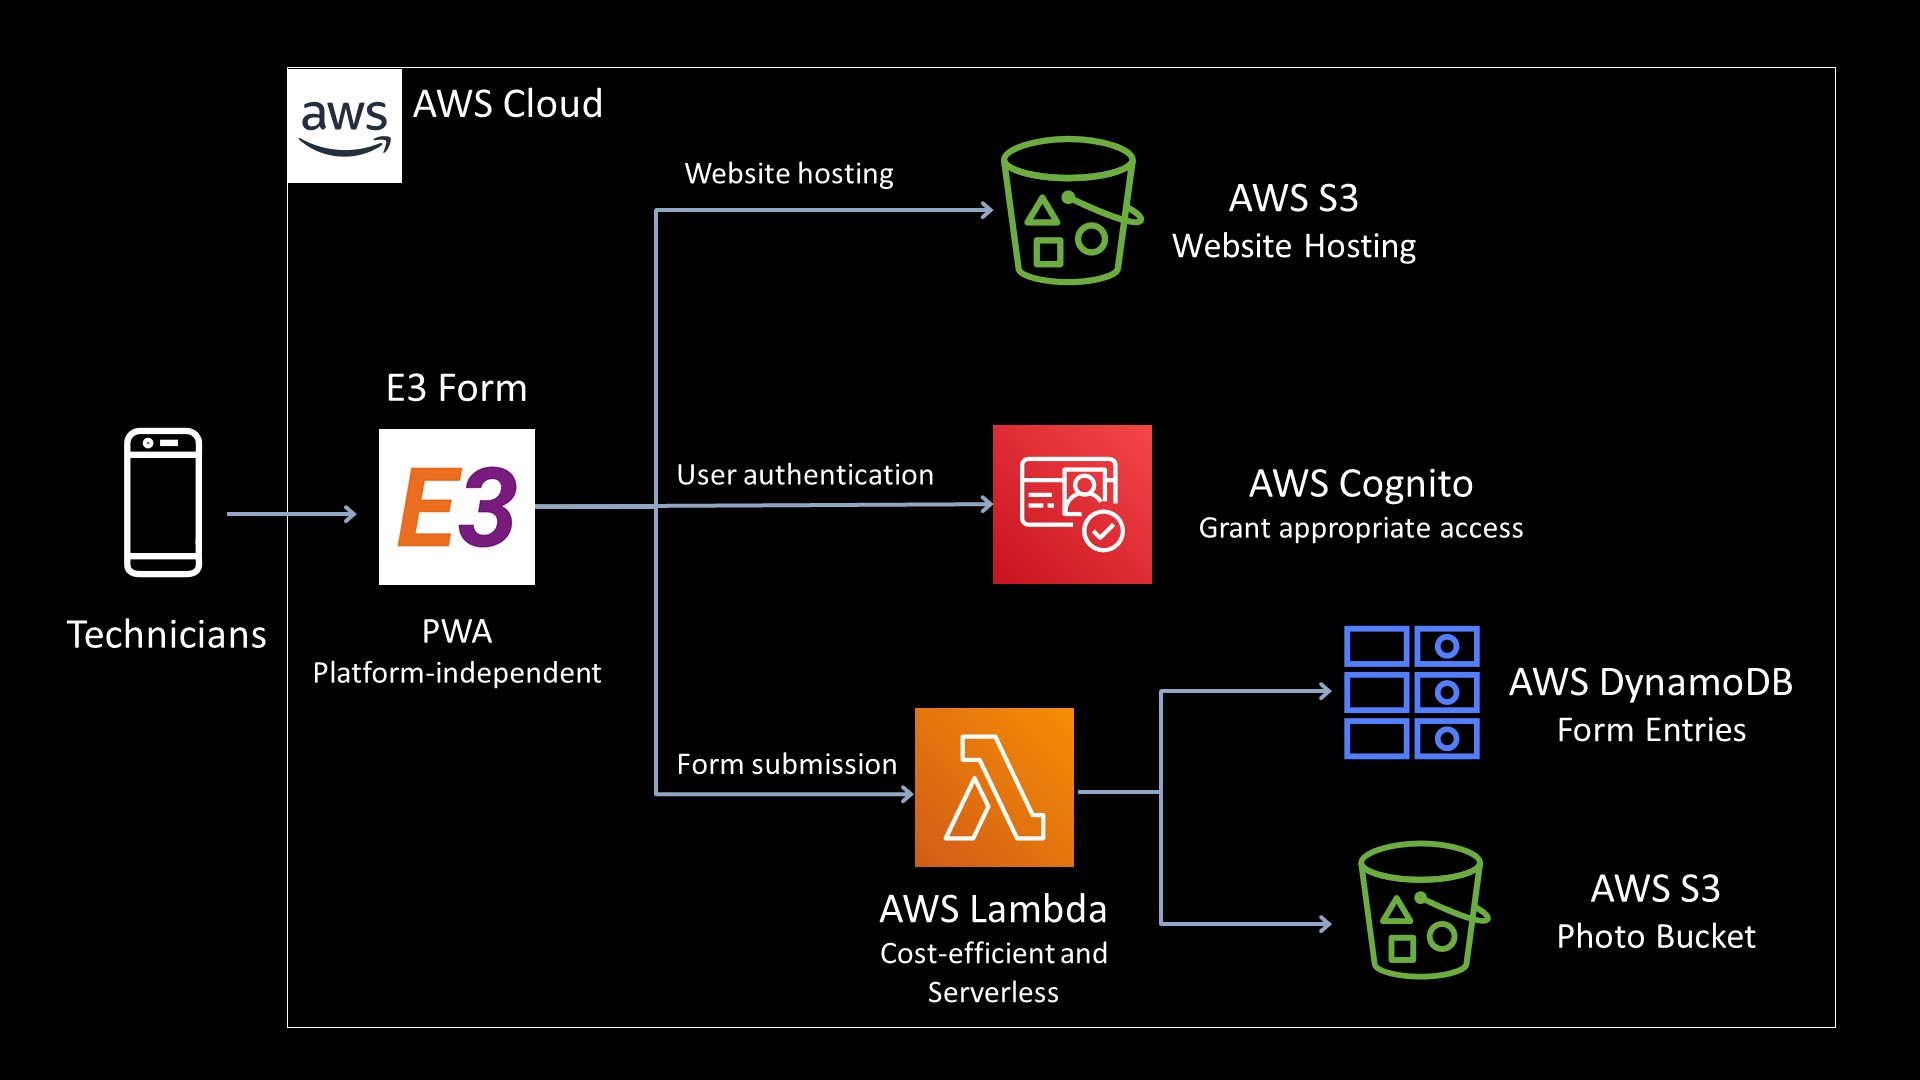 aws
AWS Cloud
Website hosting
AWS S3
Website Hosting
E3 Form
E3
User authentication
AWS Cognito
Grant appropriate access
Technicians
PWA
Platform-independent
Form submission
AWS DynamoDB
Form Entries
AWS Lambda
Cost-efficient and
Serverless
AWS S3
Photo Bucket